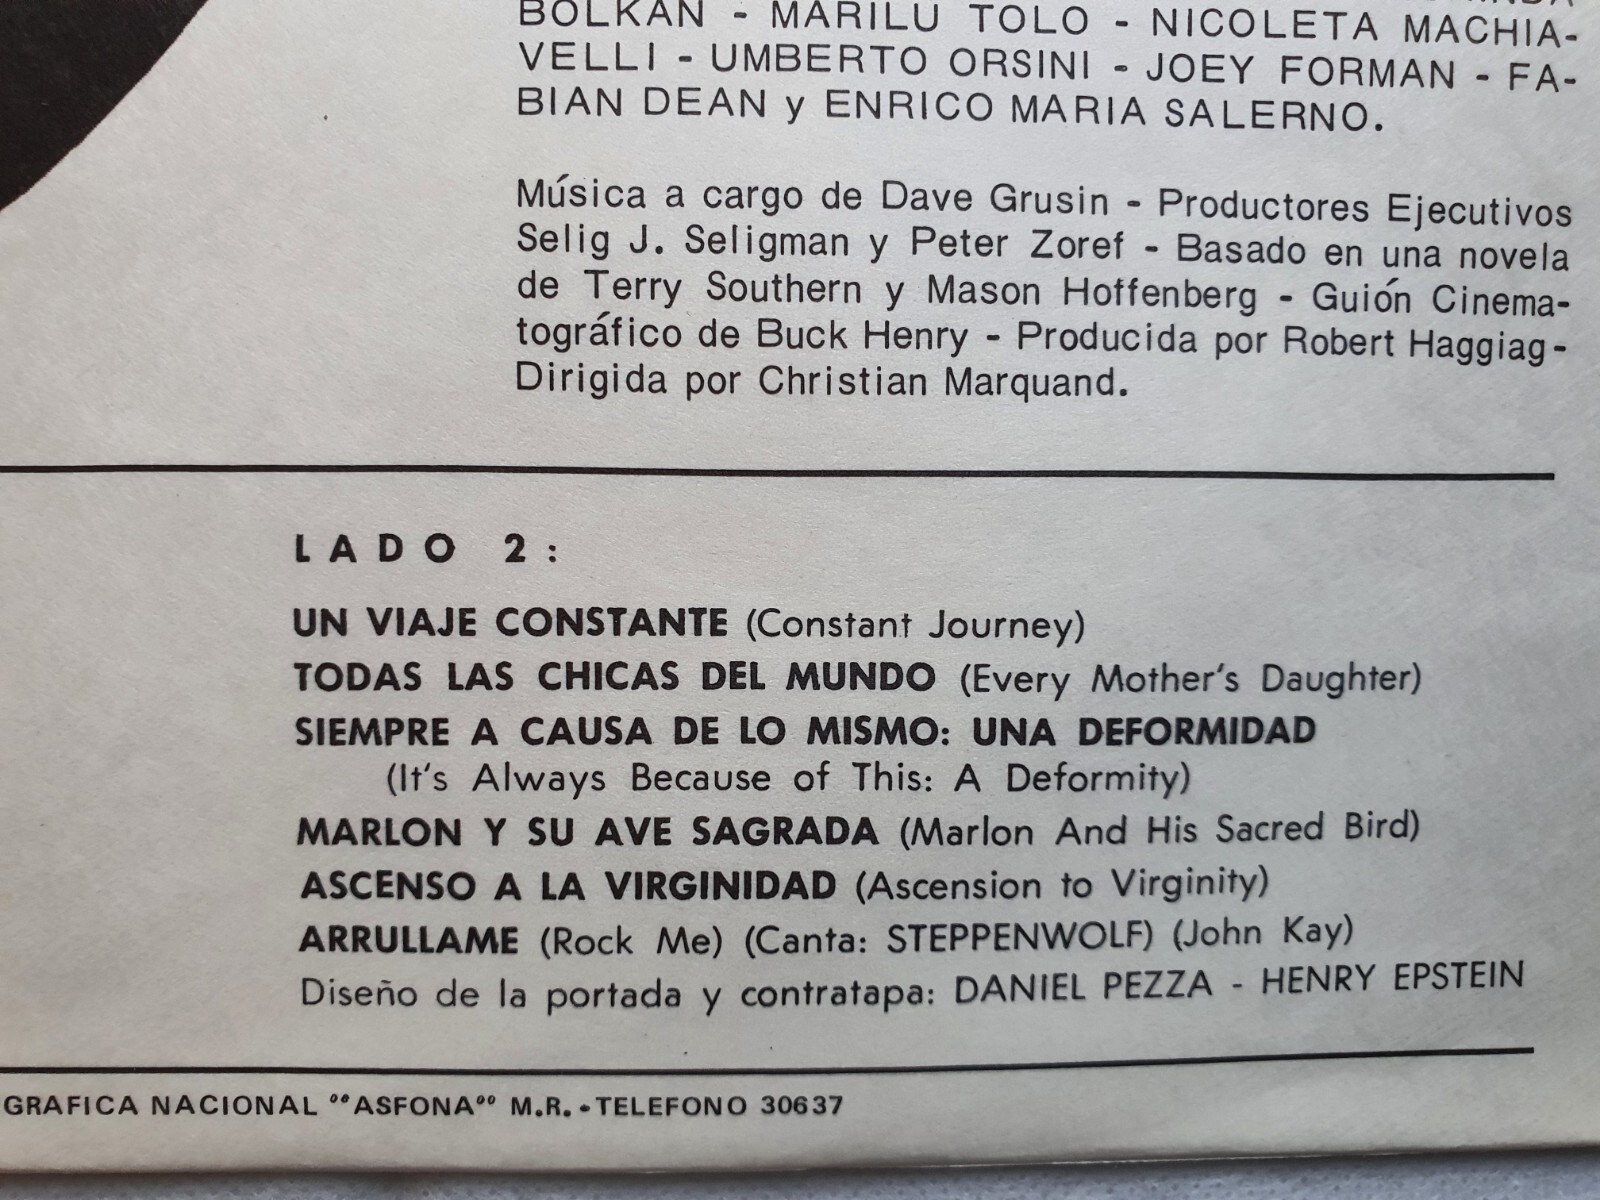 BOLKAN - MARILU TOLO - NICOLETA MACHIA-
VELLI - UMBERTO ORSINI - JOEY FORMAN - FA-
BIAN DEAN y ENRICO MARIA SALERNO.
Música a cargo de Dave Grusin - Productores Ejecutivos
Selig J. Seligman y Peter Zoref - Basado en una novela
de Terry Southern y Mason Hoffenberg - Guión Cinema-
tográfico de Buck Henry - Producida por Robert Haggiag -
Dirigida por Christian Marquand.
LADO 2:
UN VIAJE CONSTANTE (Constant Journey)
TODAS LAS CHICAS DEL MUNDO (Every Mother's Daughter)
SIEMPRE A CAUSA DE LO MISMO: UNA DEFORMIDAD
(It's Always Because of This: A Deformity)
MARLON Y SU AVE SAGRADA (Marlon And His Sacred Bird)
ASCENSO A LA VIRGINIDAD (Ascension to Virginity)
ARRULLAME (Rock Me) (Canta: STEPPENWOLF) (John Kay)
Diseño de la portada y contratapa: DANIEL PEZZA - HENRY EPSTEIN
GRAFICA NACIONAL "ASFONA" M.R. - TELEFONO 30637